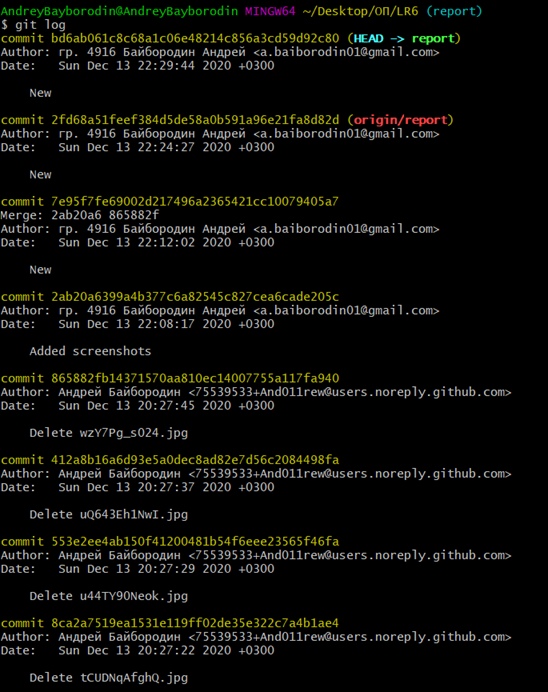 AndreyBayborodin@AndreyBayborodin MINGW64 ~/Desktop/ОП/LR6 (report)
$ git log
commit bd6ab061c8c68a1c06e48214c856a3cd59d92c80 (HEAD -> report)
Author: гр. 4916 Байбородин Андрей <a.baiborodin01@gmail.com>
Date:   Sun Dec 13 22:29:44 2020 +0300
New
commit 2fd68a51feef384d5de58a0b591a96e21fa8d82d (origin/report)
Author: гр. 4916 Байбородин Андрей <a.baiborodin01@gmail.com>
Date:   Sun Dec 13 22:24:27 2020 +0300
New
commit 7e95f7fe69002d217496a2365421cc10079405a7
Merge: 2ab20a6 865882f
Author: гр. 4916 Байбородин Андрей <a.baiborodin01@gmail.com>
Date:   Sun Dec 13 22:12:02 2020 +0300
New
commit 2ab20a6399a4b377c6a82545c827cea6cade205c
Author: гр. 4916 Байбородин Андрей <a.baiborodin01@gmail.com>
Date:   Sun Dec 13 22:08:17 2020 +0300
Added screenshots
commit 865882fb14371570aa810ec14007755a117fa940
Author: Андрей Байбородин <75539533+And011rew@users.noreply.github.com>
Date:   Sun Dec 13 20:27:45 2020 +0300
Delete wzY7Pg_sO24.jpg
commit 412a8b16a6d93e5a0dec8ad82e7d56c2084498fa
Author: Андрей Байбородин <75539533+And011rew@users.noreply.github.com>
Date:   Sun Dec 13 20:27:37 2020 +0300
Delete uQ643Eh1NwI.jpg
commit 553e2ee4ab150f41200481b54f6eee23565f46fa
Author: Андрей Байбородин <75539533+And011rew@users.noreply.github.com>
Date:   Sun Dec 13 20:27:29 2020 +0300
Delete u44TY90Neok.jpg
commit 8ca2a7519ea1531e119ff02de35e322c7a4b1ae4
Author: Андрей Байбородин <75539533+And011rew@users.noreply.github.com>
Date:   Sun Dec 13 20:27:22 2020 +0300
Delete tCUDNqAfghQ.jpg